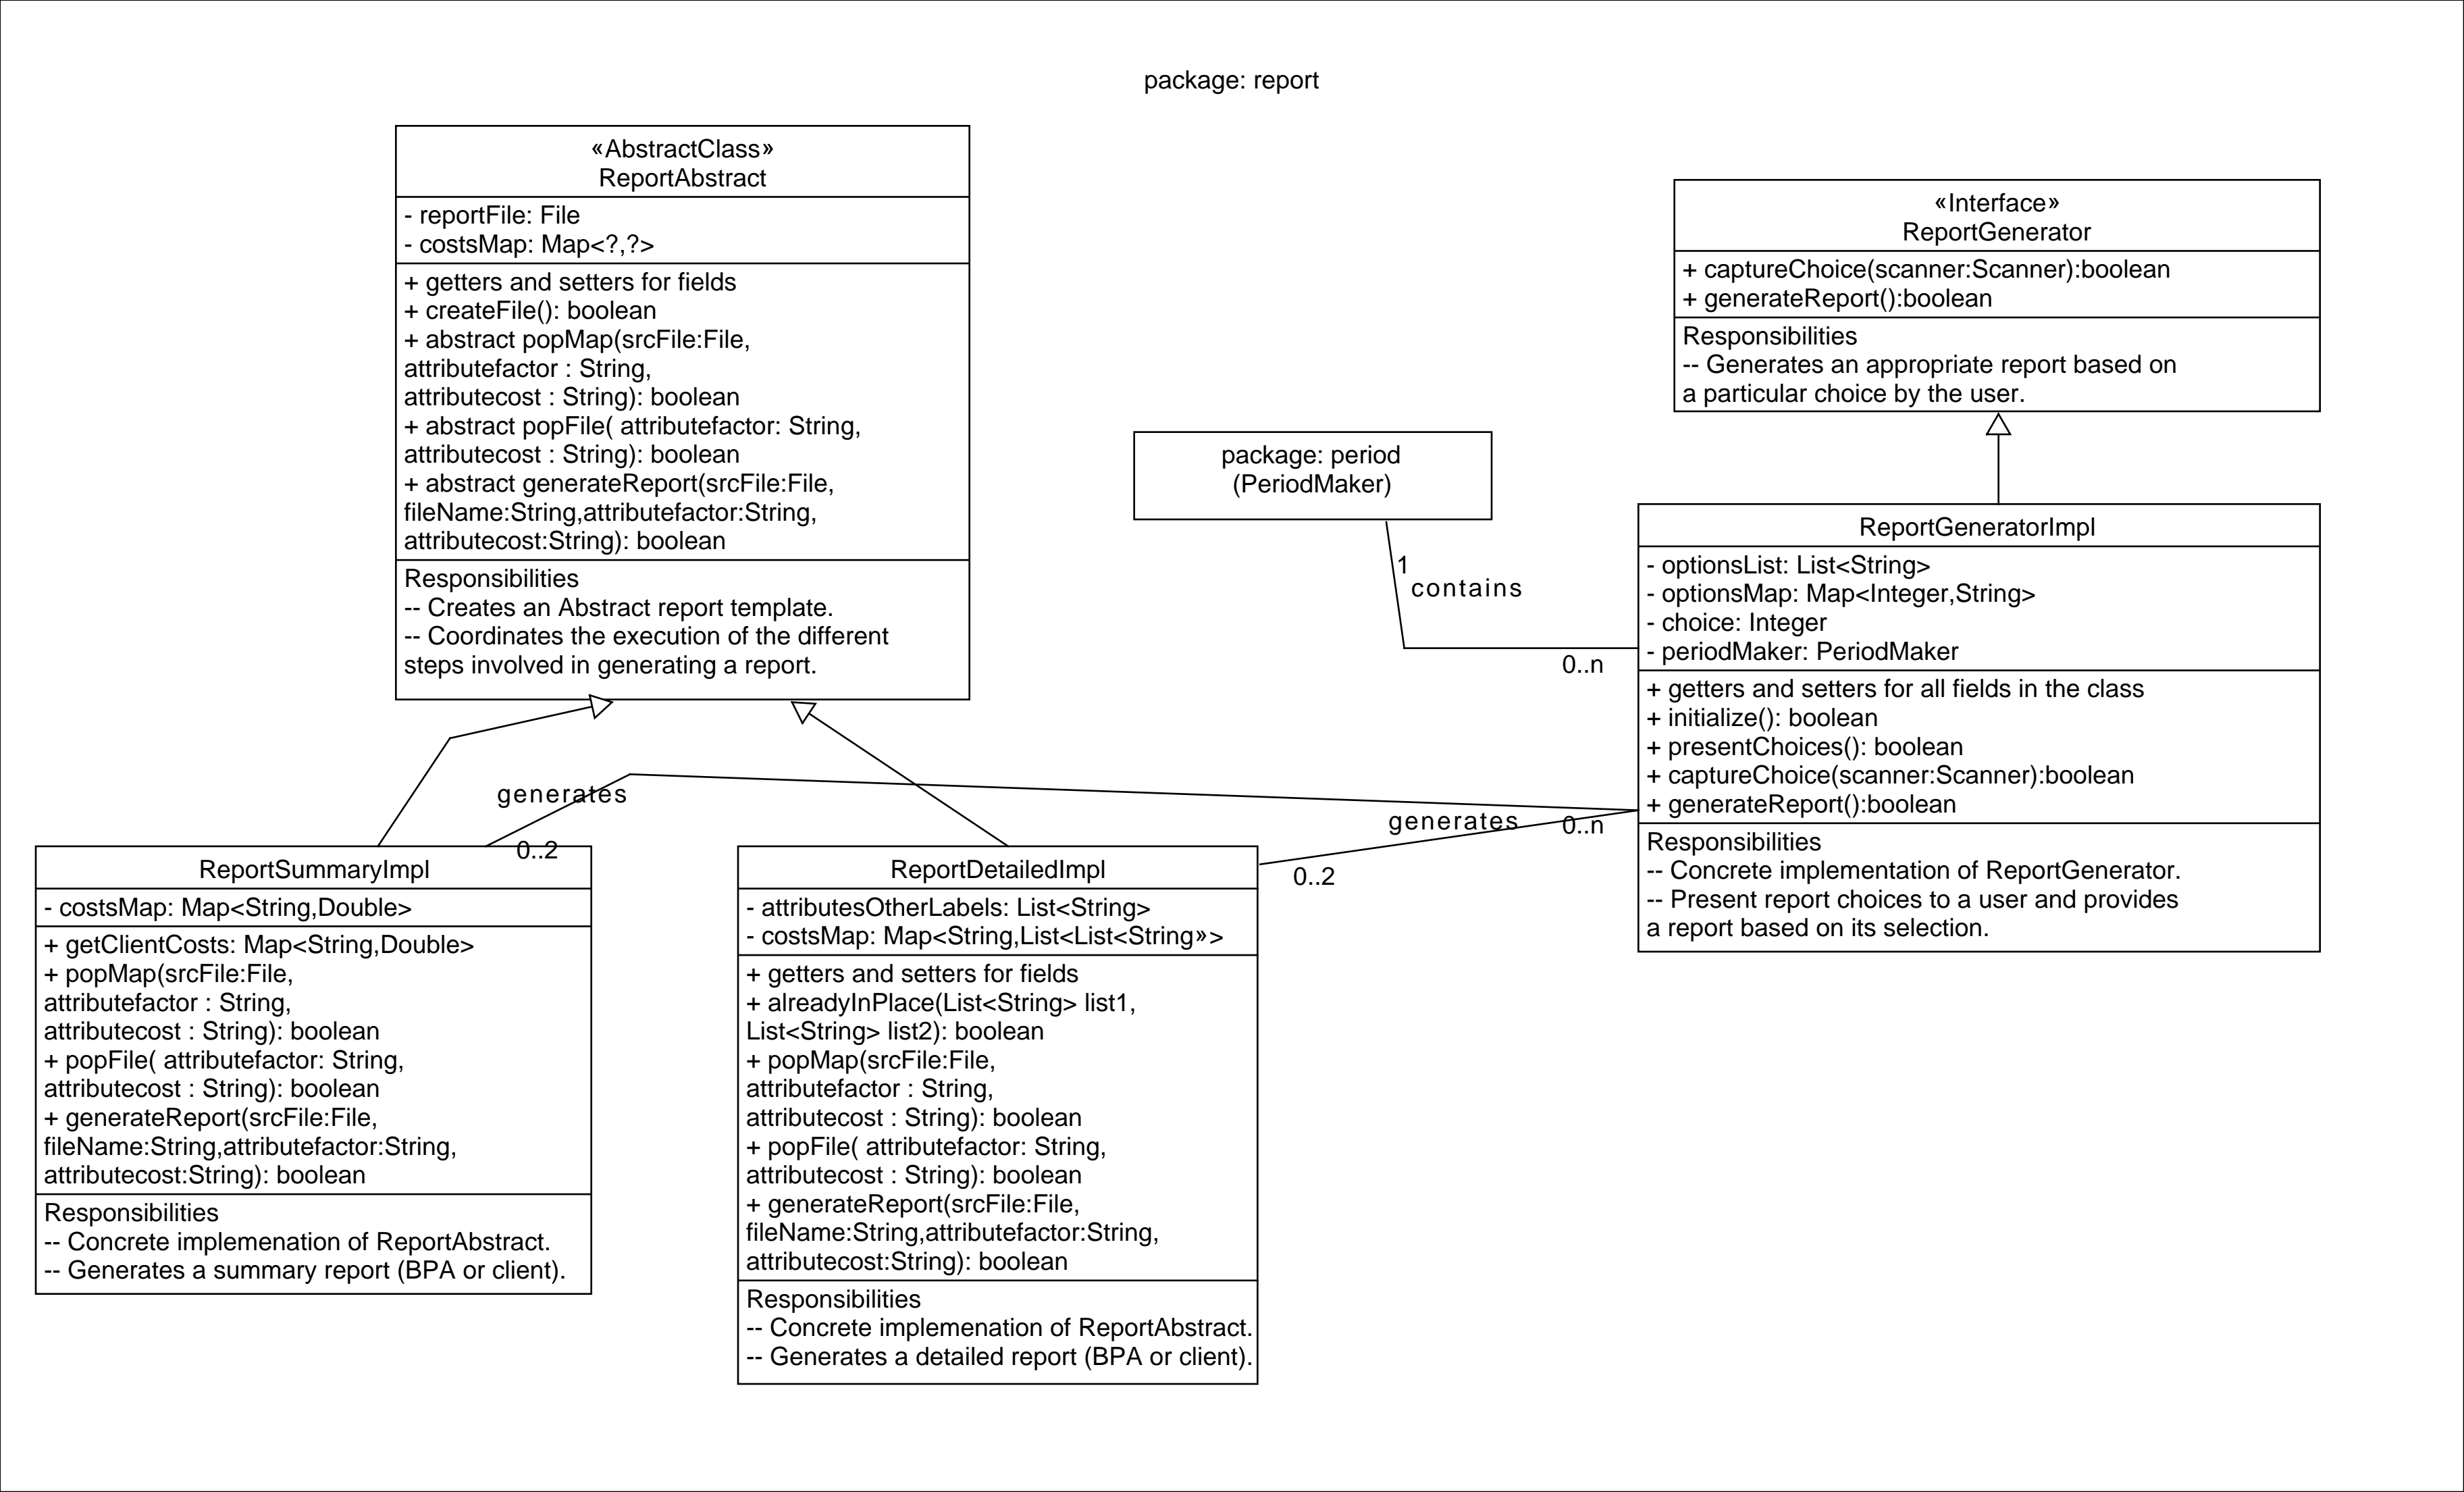 package: report
«AbstractClass»
ReportAbstract
- reportFile: File
- costsMap: Map<?,?>
+ getters and setters for fields
+ createFile(): boolean
+ abstract popMap(srcFile:File,
attributefactor : String,
attributecost : String): boolean
+ abstract popFile( attributefactor: String,
attributecost : String): boolean
+ abstract generateReport(srcFile:File,
fileName:String,attributefactor:String,
attributecost:String): boolean
Responsibilities
-- Creates an Abstract report template.
-- Coordinates the execution of the different
steps involved in generating a report.
«Interface»
ReportGenerator
+ captureChoice(scanner:Scanner):boolean
+ generateReport():boolean
Responsibilities
-- Generates an appropriate report based on
a particular choice by the user.
package: period
(PeriodMaker)
1
contains
0..n
ReportGeneratorImpl
- optionsList: List<String>
- optionsMap: Map<Integer,String>
- choice: Integer
- periodMaker: PeriodMaker
+ getters and setters for all fields in the class
+ initialize(): boolean
+ presentChoices(): boolean
+ captureChoice(scanner:Scanner):boolean
+ generateReport():boolean
Responsibilities
-- Concrete implementation of ReportGenerator.
-- Present report choices to a user and provides
a report based on its selection.
generates
0..2
generates
0..n
0..2
ReportSummaryImpl
- costsMap: Map<String,Double>
+ getClientCosts: Map<String,Double>
+ popMap(srcFile:File,
attributefactor : String,
attributecost : String): boolean
+ popFile( attributefactor: String,
attributecost : String): boolean
+ generateReport(srcFile:File,
fileName:String,attributefactor:String,
attributecost:String): boolean
Responsibilities
-- Concrete implemenation of ReportAbstract.
-- Generates a summary report (BPA or client).
ReportDetailedImpl
- attributesOtherLabels: List<String>
- costsMap: Map<String,List<List<String»>
+ getters and setters for fields
+ alreadyInPlace(List<String> list1,
List<String> list2): boolean
+ popMap(srcFile:File,
attributefactor : String,
attributecost : String): boolean
+ popFile( attributefactor: String,
attributecost : String): boolean
+ generateReport(srcFile:File,
fileName:String,attributefactor:String,
attributecost:String): boolean
Responsibilities
-- Concrete implemenation of ReportAbstract.
-- Generates a detailed report (BPA or client).